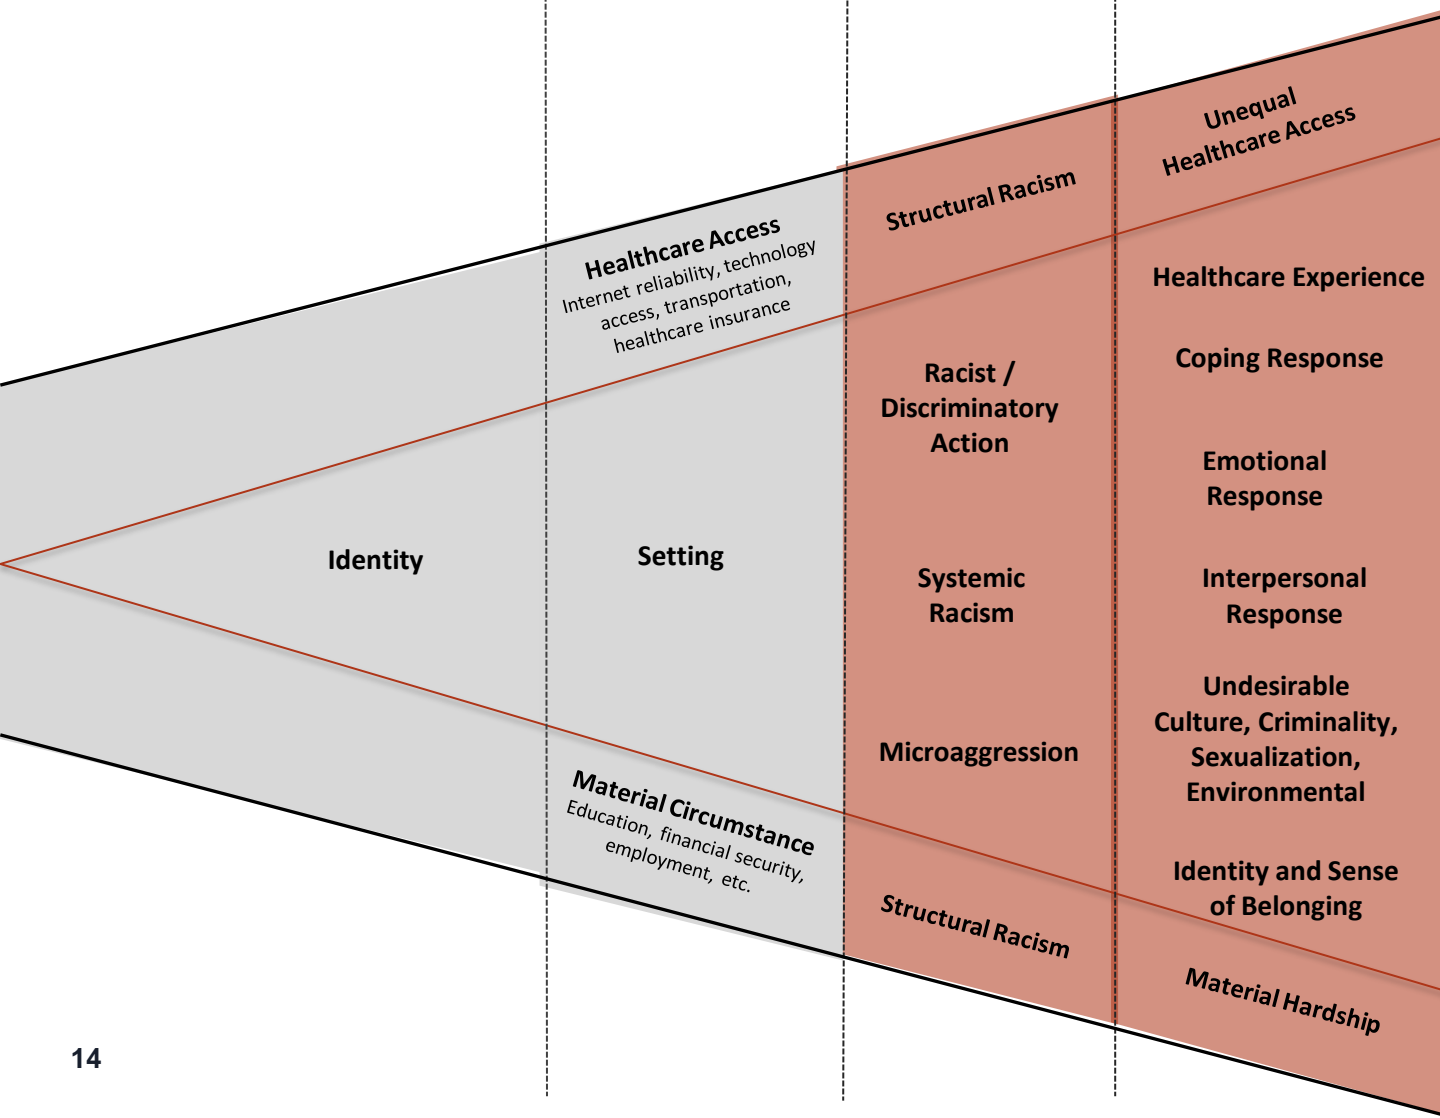 Identity
Healthcare Access
Internet reliability, technology
access, transportation,
healthcare insurance
Setting
Material Circumstance
Education, financial security,
employment, etc.
Structural Racism
Racist /
Discriminatory
Action
Systemic
Racism
Microaggression
Structural Racism
Unequal
Healthcare Access
Healthcare Experience
Coping Response
Emotional
Response
Interpersonal
Response
Undesirable
Culture, Criminality,
Sexualization,
Environmental
Identity and Sense
of Belonging
Material Hardship
14